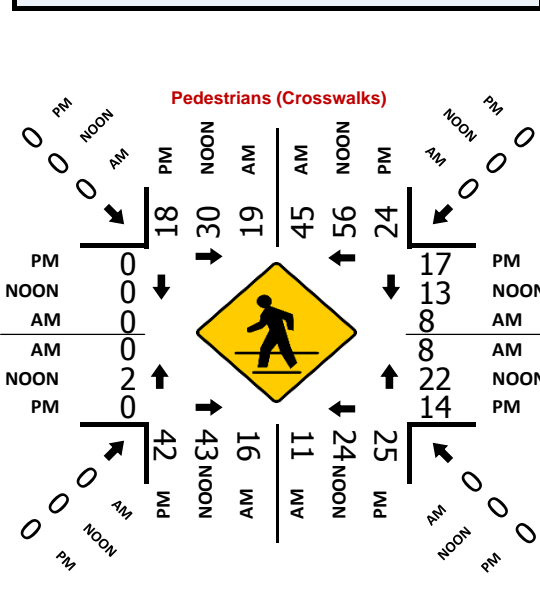 Pedestrians (Crosswalks)
PM NOON AM
0 0 0
PM NOON AM AM NOON PM
18 30 19 45 56 24
PM NOON AM
0 0 0
PM 0 17 PM
NOON 0 13 NOON
AM 0 8 AM
AM 0 8 AM
NOON 2 22 NOON
PM 0 14 PM
42 43 16 11 24 25
PM NOON AM AM NOON PM
0 0 0
AM NOON PM
0 0 0
AM NOON PM